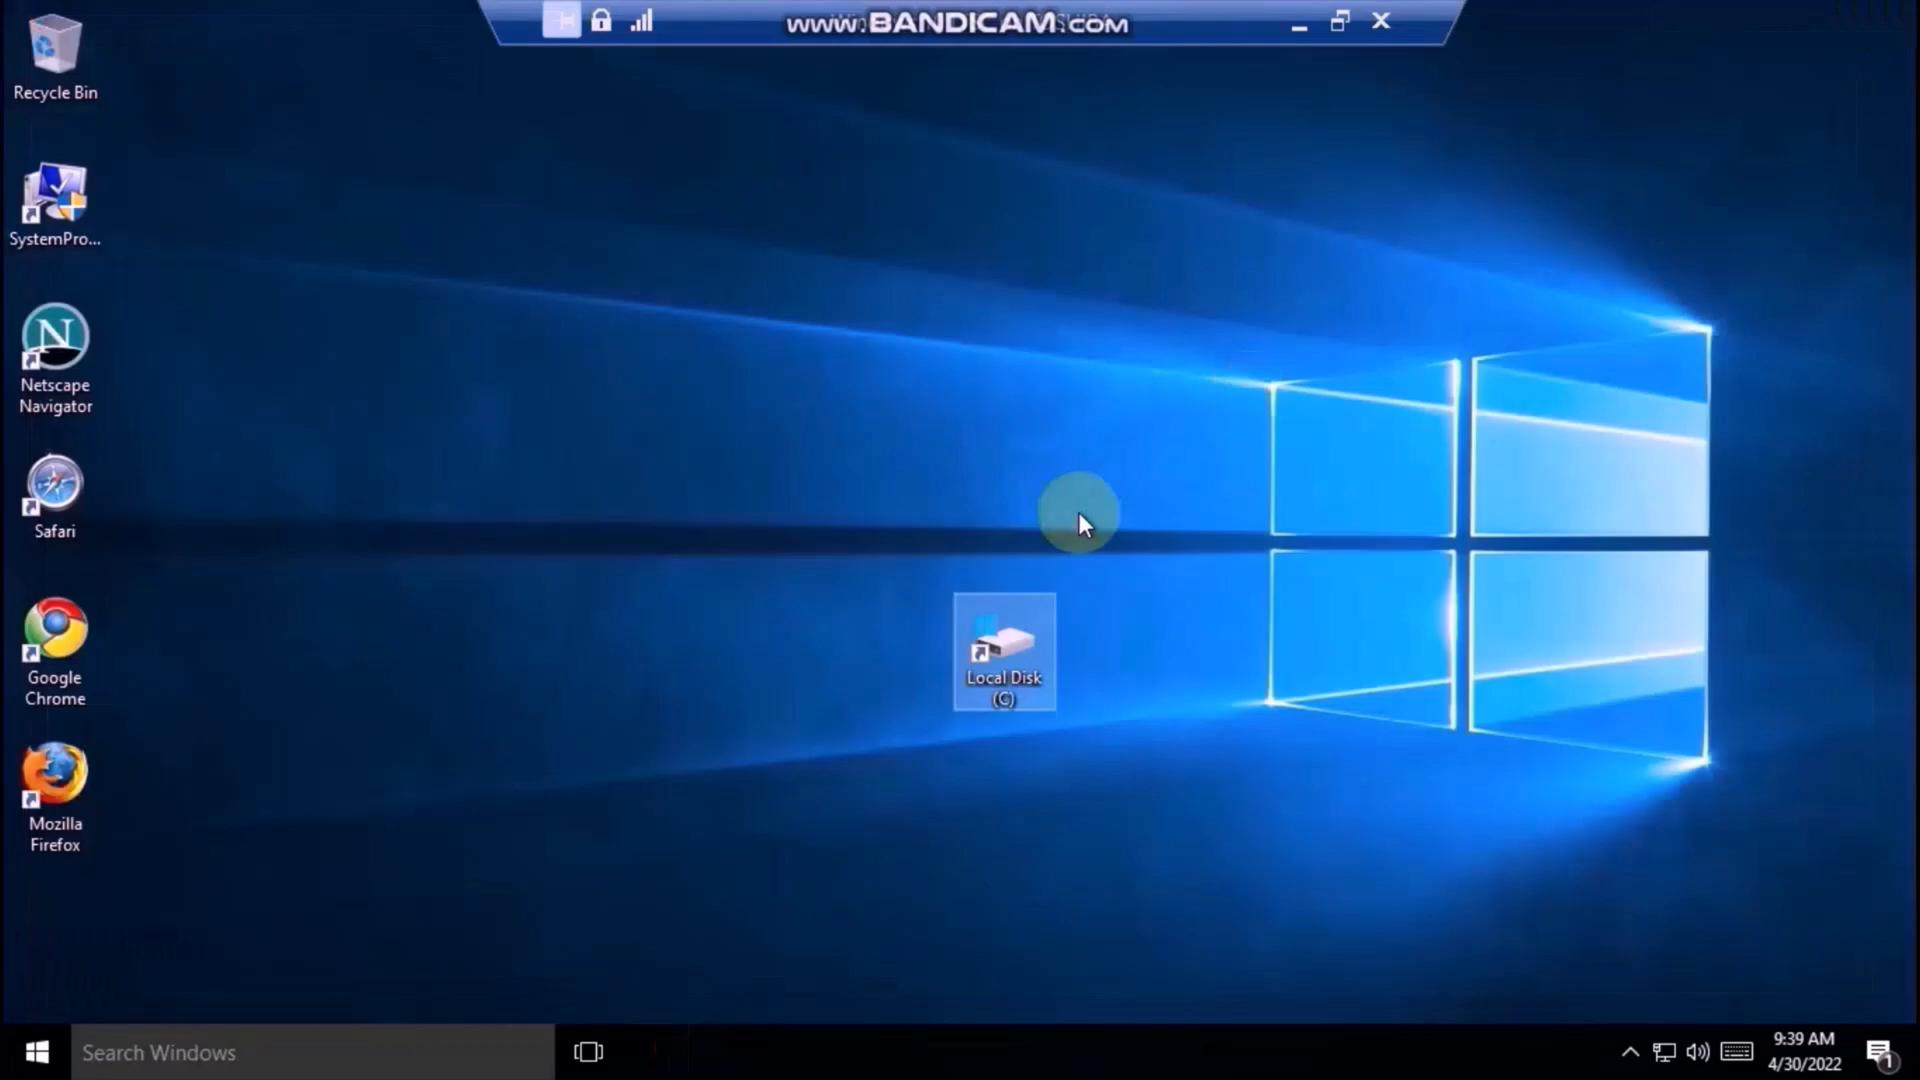 www.BANDICAM.com
Recycle Bin
SystemPro...
Netscape
Navigator
Safari
Google
Chrome
Mozilla
Firefox
Local Disk
(C)
Search Windows
9:39 AM
4/30/2022
1